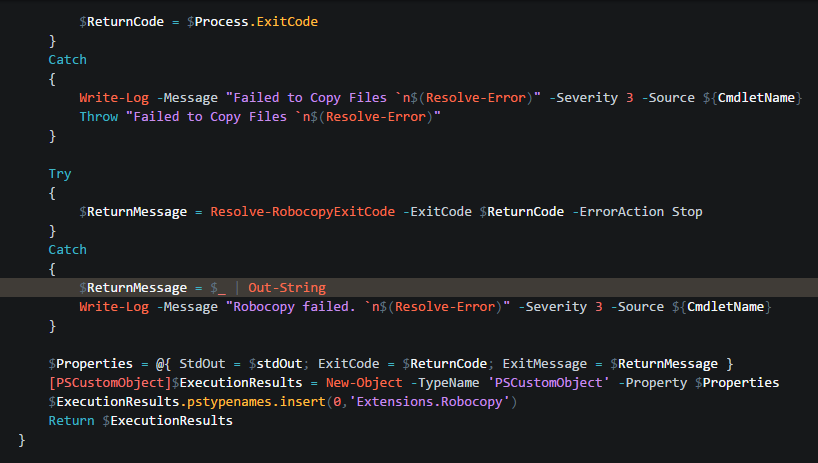 $ReturnCode = $Process.ExitCode
}
Catch
{
Write-Log -Message "Failed to Copy Files `n$(Resolve-Error)" -Severity 3 -Source ${CmdletName}
Throw "Failed to Copy Files `n$(Resolve-Error)"
}
Try
{
$ReturnMessage = Resolve-RobocopyExitCode -ExitCode $ReturnCode -ErrorAction Stop
}
Catch
{
$ReturnMessage = $_ | Out-String
Write-Log -Message "Robocopy failed. `n$(Resolve-Error)" -Severity 3 -Source ${CmdletName}
}
$Properties = @{ StdOut = $stdOut; ExitCode = $ReturnCode; ExitMessage = $ReturnMessage }
[PSCustomObject]$ExecutionResults = New-Object -TypeName 'PSCustomObject' -Property $Properties
$ExecutionResults.pstypenames.insert(0,'Extensions.Robocopy')
Return $ExecutionResults
}